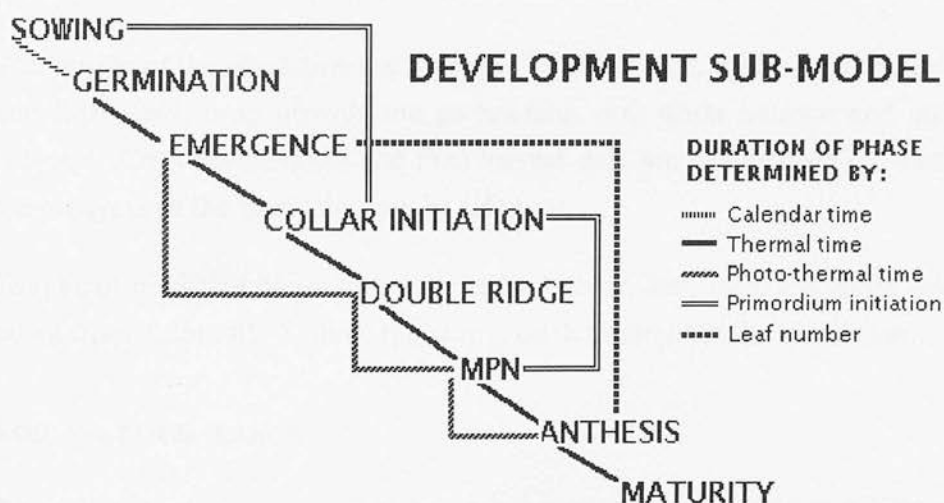 SOWING
GERMINATION
DEVELOPMENT SUB-MODEL
EMERGENCE
COLLAR INITIATION
DOUBLE RIDGE
MPN
ANTHESIS
MATURITY
DURATION OF PHASE
DETERMINED BY:
Calendar time
Thermal time
Photo-thermal time
Primordium initiation
Leaf number